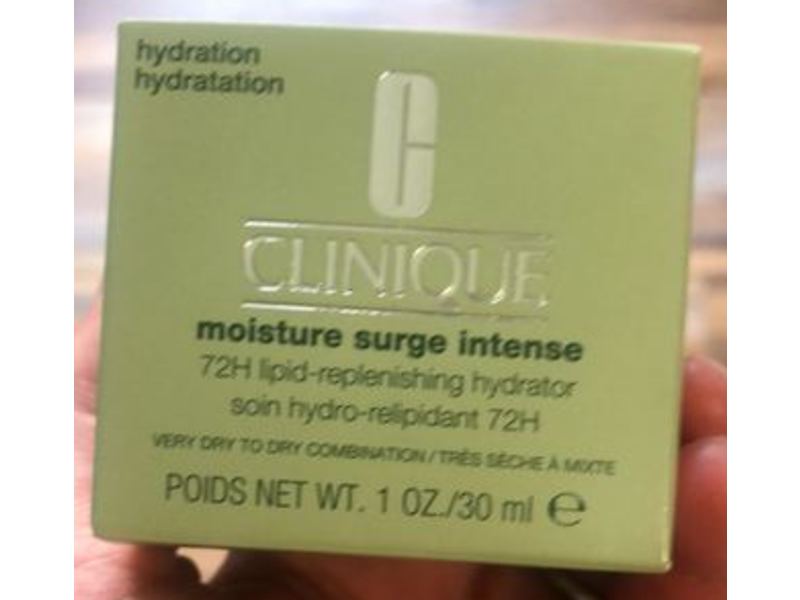 hydration
hydratation
C
CLINIQUE
moisture surge intense
72H lipid-replenishing hydrator
soin hydro-relipidant 72H
VERY DRY TO DRY COMBINATION / TRÈS SÈCHE À MIXTE
POIDS NET WT. 1 OZ./30 ml ℮